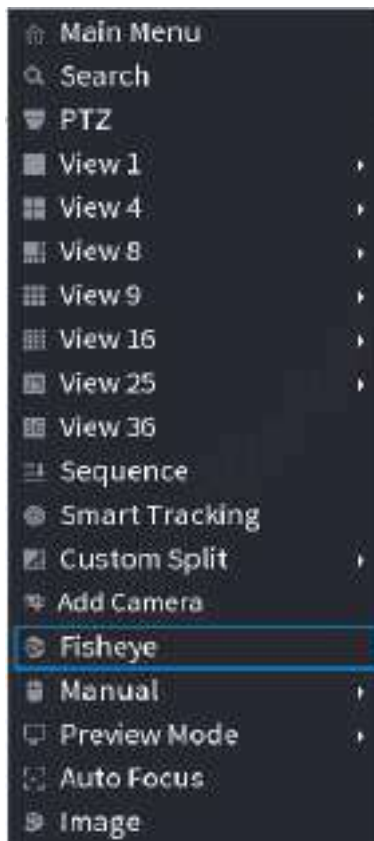 Main Menu
Search
PTZ
View 1
View 4
View 8
View 9
View 16
View 25
View 36
Sequence
Smart Tracking
Custom Split
Add Camera
Fisheye
Manual
Preview Mode
Auto Focus
Image